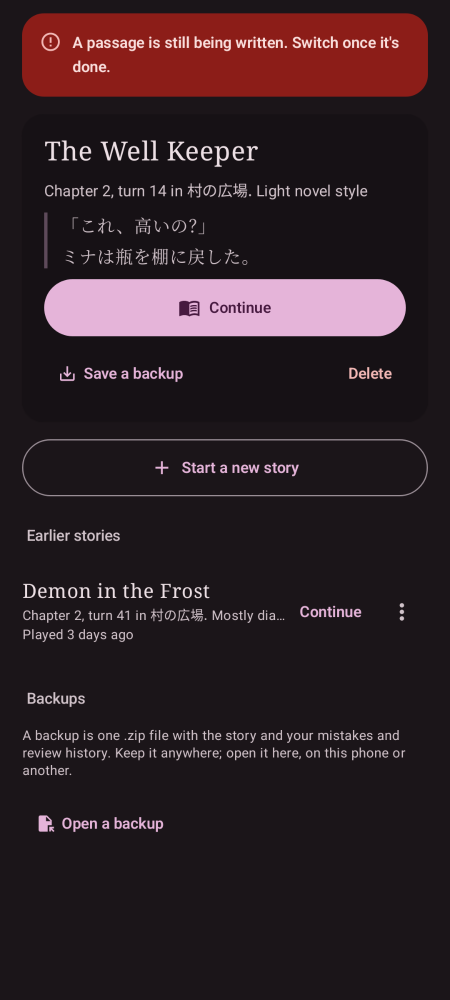 A passage is still being written. Switch once it's
done.
The Well Keeper
Chapter 2, turn 14 in 村の広場. Light novel style
「これ、高いの?」
ミナは瓶を棚に戻した。
Continue
Save a backup
Delete
Start a new story
Earlier stories
Demon in the Frost
Chapter 2, turn 41 in 村の広場. Mostly dia…
Played 3 days ago
Continue
Backups
A backup is one .zip file with the story and your mistakes and
review history. Keep it anywhere; open it here, on this phone or
another.
Open a backup